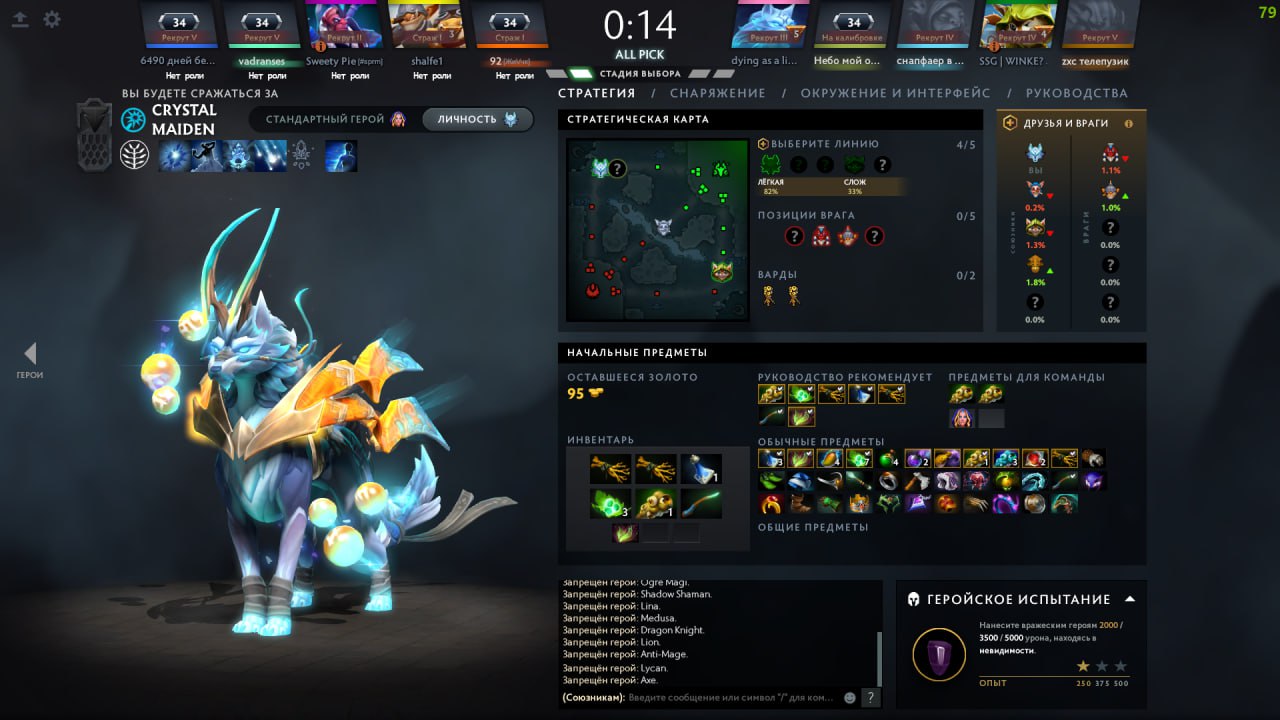 79
34
34
34
34
Рекрут V
Рекрут V
Рекрут II
Страж I
3
Страж I
0:14
ALL PICK
СТАДИЯ ВЫБОРА
Рекрут III
5
На калибровке
Рекрут IV
Рекрут IV
4
Рекрут V
6490 дней бе...
vadranses
Sweety Pie
shalfe1
92
dying as a li...
Небо мой о...
снапфаер в ...
SSG | WINKE?
zxc телепузик
Нет роли
Нет роли
Нет роли
Нет роли
Нет роли
ВЫ БУДЕТЕ СРАЖАТЬСЯ ЗА
CRYSTAL
MAIDEN
СТАНДАРТНЫЙ ГЕРОЙ
ЛИЧНОСТЬ
ГЕРОИ
СТРАТЕГИЯ / СНАРЯЖЕНИЕ / ОКРУЖЕНИЕ И ИНТЕРФЕЙС / РУКОВОДСТВА
СТРАТЕГИЧЕСКАЯ КАРТА
?
ВЫБЕРИТЕ ЛИНИЮ
4/5
?
?
?
ЛЁГКАЯ
82%
СЛОЖ
33%
ПОЗИЦИИ ВРАГА
0/5
?
?
ВАРДЫ
0/2
ДРУЗЬЯ И ВРАГИ
ВЫ
1.1%
0.2%
1.0%
СОЮЗНИКИ
ВРАГИ
?
1.3%
0.0%
?
1.8%
0.0%
?
?
0.0%
0.0%
НАЧАЛЬНЫЕ ПРЕДМЕТЫ
ОСТАВШЕЕСЯ ЗОЛОТО
95
РУКОВОДСТВО РЕКОМЕНДУЕТ
ПРЕДМЕТЫ ДЛЯ КОМАНДЫ
ИНВЕНТАРЬ
1
3
1
ОБЫЧНЫЕ ПРЕДМЕТЫ
3
4
7
4
2
1
3
2
ОБЩИЕ ПРЕДМЕТЫ
Запрещён герой: Ogre Magi.
Запрещён герой: Shadow Shaman.
Запрещён герой: Lina.
Запрещён герой: Medusa.
Запрещён герой: Dragon Knight.
Запрещён герой: Lion.
Запрещён герой: Anti-Mage.
Запрещён герой: Lycan.
Запрещён герой: Axe.
(Союзникам): Введите сообщение или символ "/" для ком...
?
ГЕРОЙСКОЕ ИСПЫТАНИЕ
Нанесите вражеским героям 2000 /
3500 / 5000 урона, находясь в
невидимости.
ОПЫТ
250 375 500